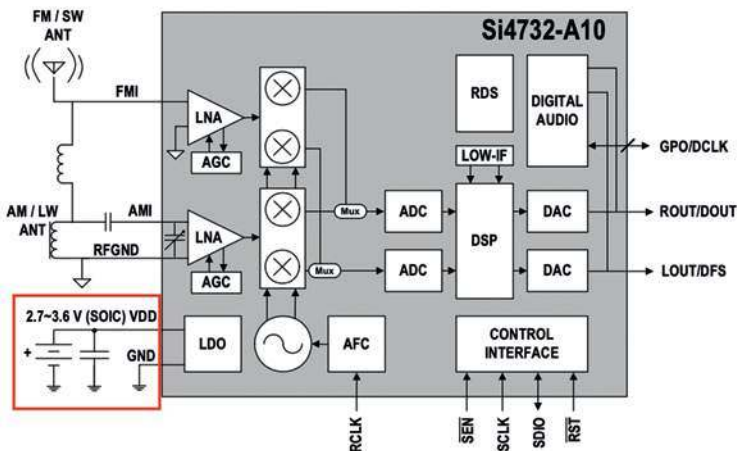 FM / SW
ANT
Si4732-A10
FMI
LNA
AGC
RDS
DIGITAL
AUDIO
GPO/DCLK
LOW-IF
AM / LW
ANT
AMI
RFGND
LNA
AGC
Mux
Mux
ADC
ADC
DSP
DAC
DAC
ROUT/DOUT
LOUT/DFS
2.7~3.6 V (SOIC) VDD
+
GND
LDO
AFC
CONTROL
INTERFACE
RCLK
SEN
SCLK
SDIO
RST